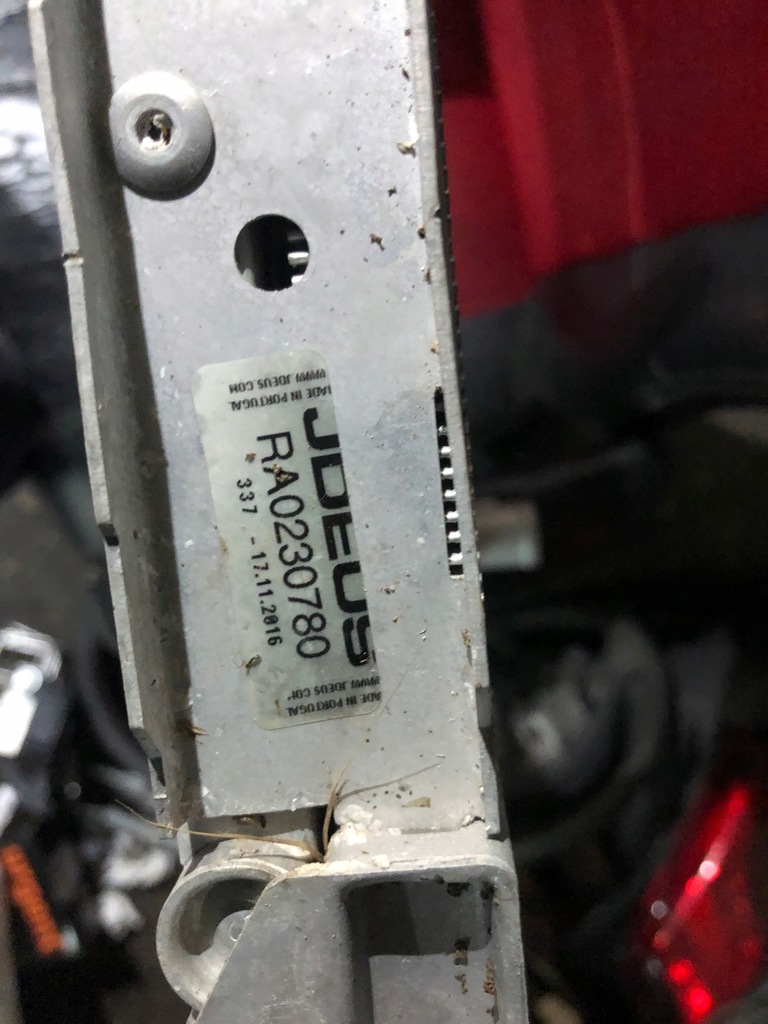 WWW.JDEUS.COM
MADE IN PORTUGAL
JDEUS
RA0230780
337 -17.11.2016
WWW.JDEUS COM
MADE IN PORTUGAL